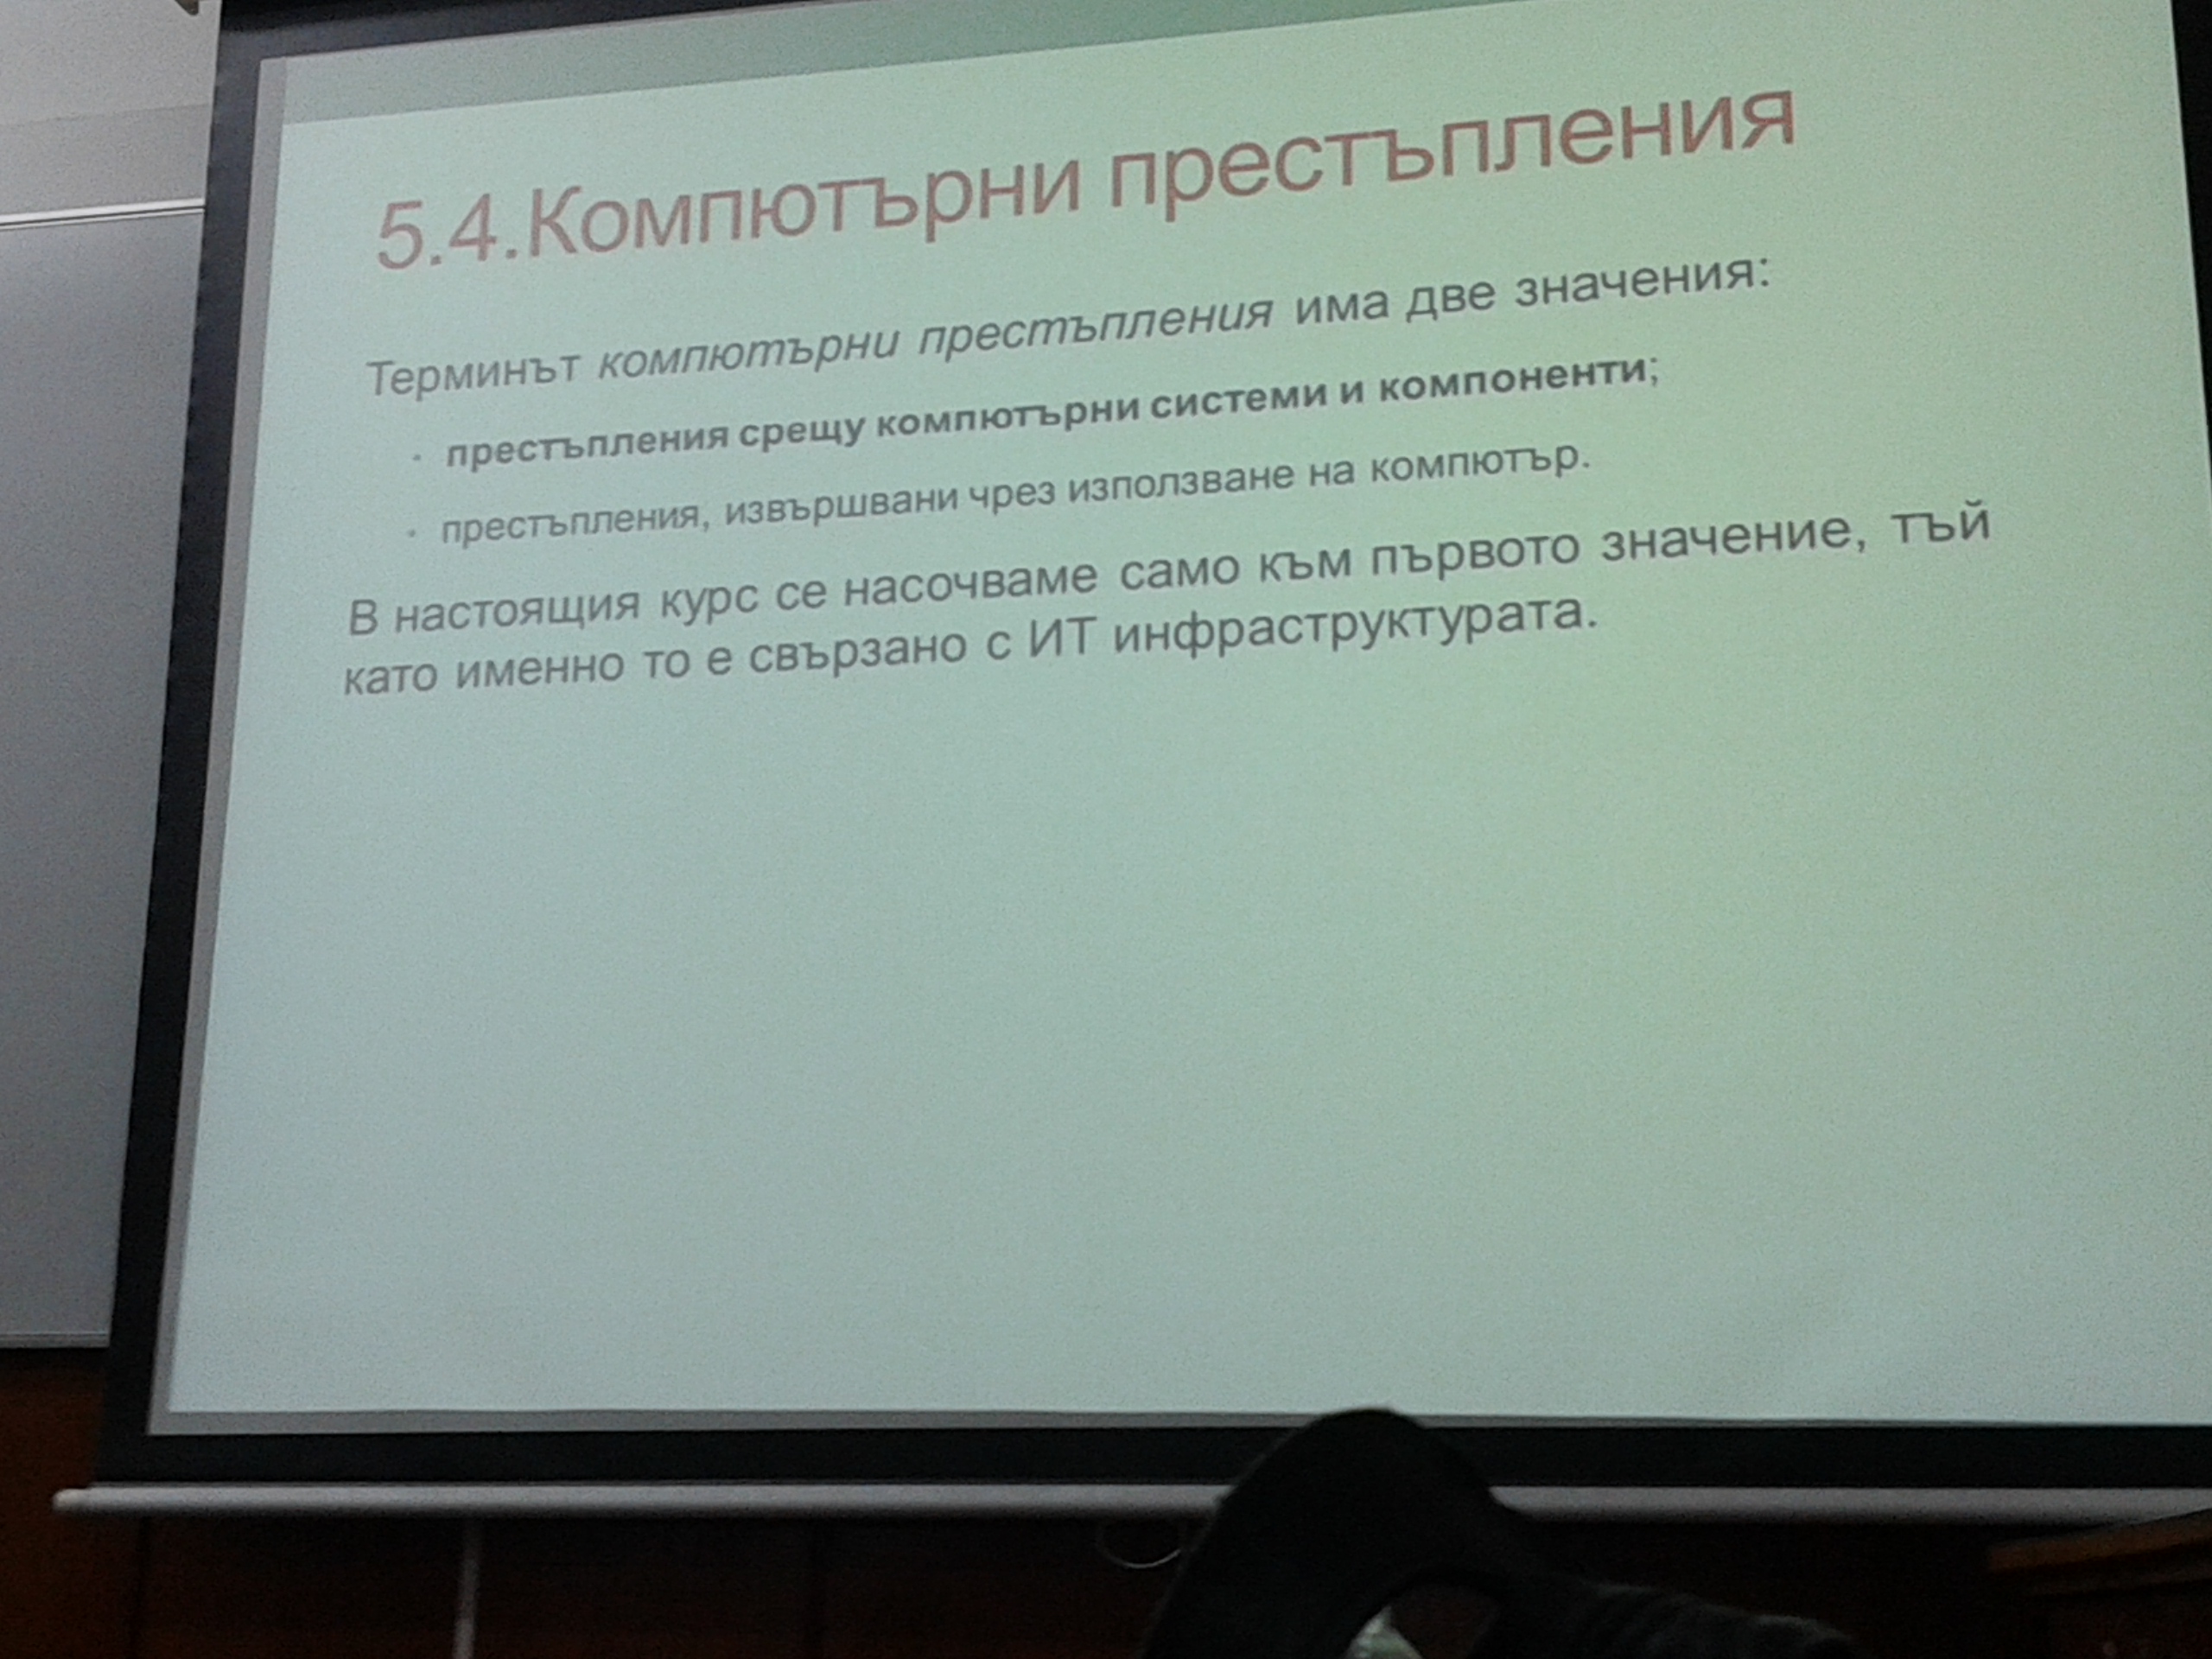 5.4.Компютърни престъпления
Терминът компютърни престъпления има две значения:
· престъпления срещу компютърни системи и компоненти;
· престъпления, извършвани чрез използване на компютър.
В настоящия курс се насочваме само към първото значение, тъй
като именно то е свързано с ИТ инфраструктурата.